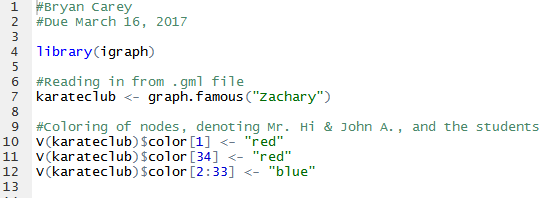 1 #Bryan Carey
2 #Due March 16, 2017
3
4 library(igraph)
5
6 #Reading in from .gml file
7 karateclub <- graph.famous("Zachary")
8
9 #Coloring of nodes, denoting Mr. Hi & John A., and the students
10 V(karateclub)$color[1] <- "red"
11 V(karateclub)$color[34] <- "red"
12 V(karateclub)$color[2:33] <- "blue"
13